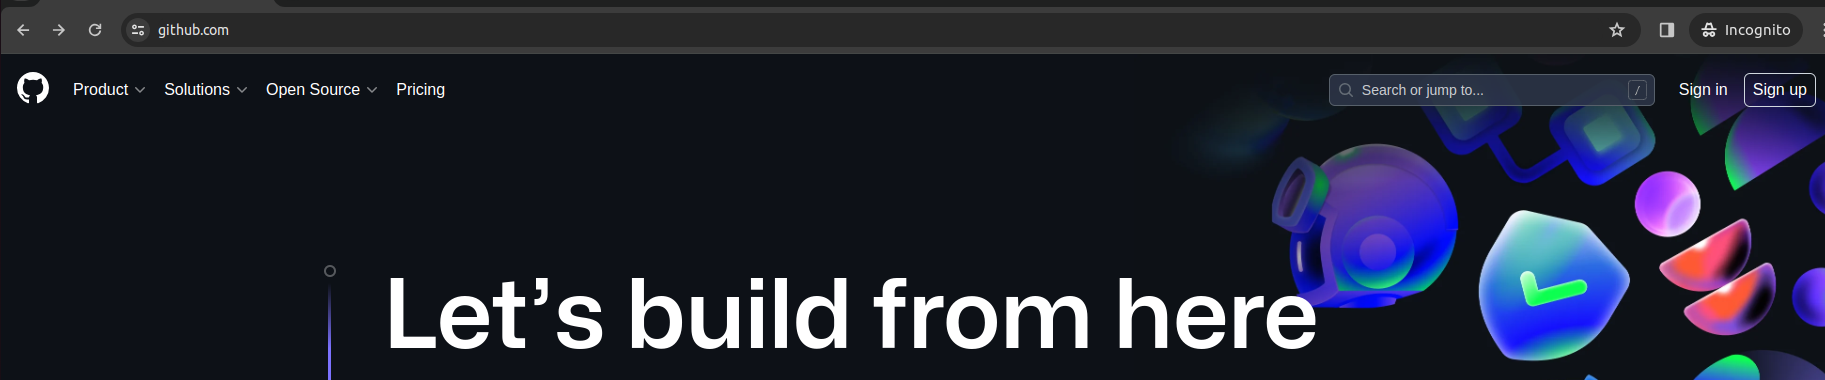 github.com
Incognito
Product Solutions Open Source Pricing
Search or jump to... /
Sign in
Sign up
Let’s build from here